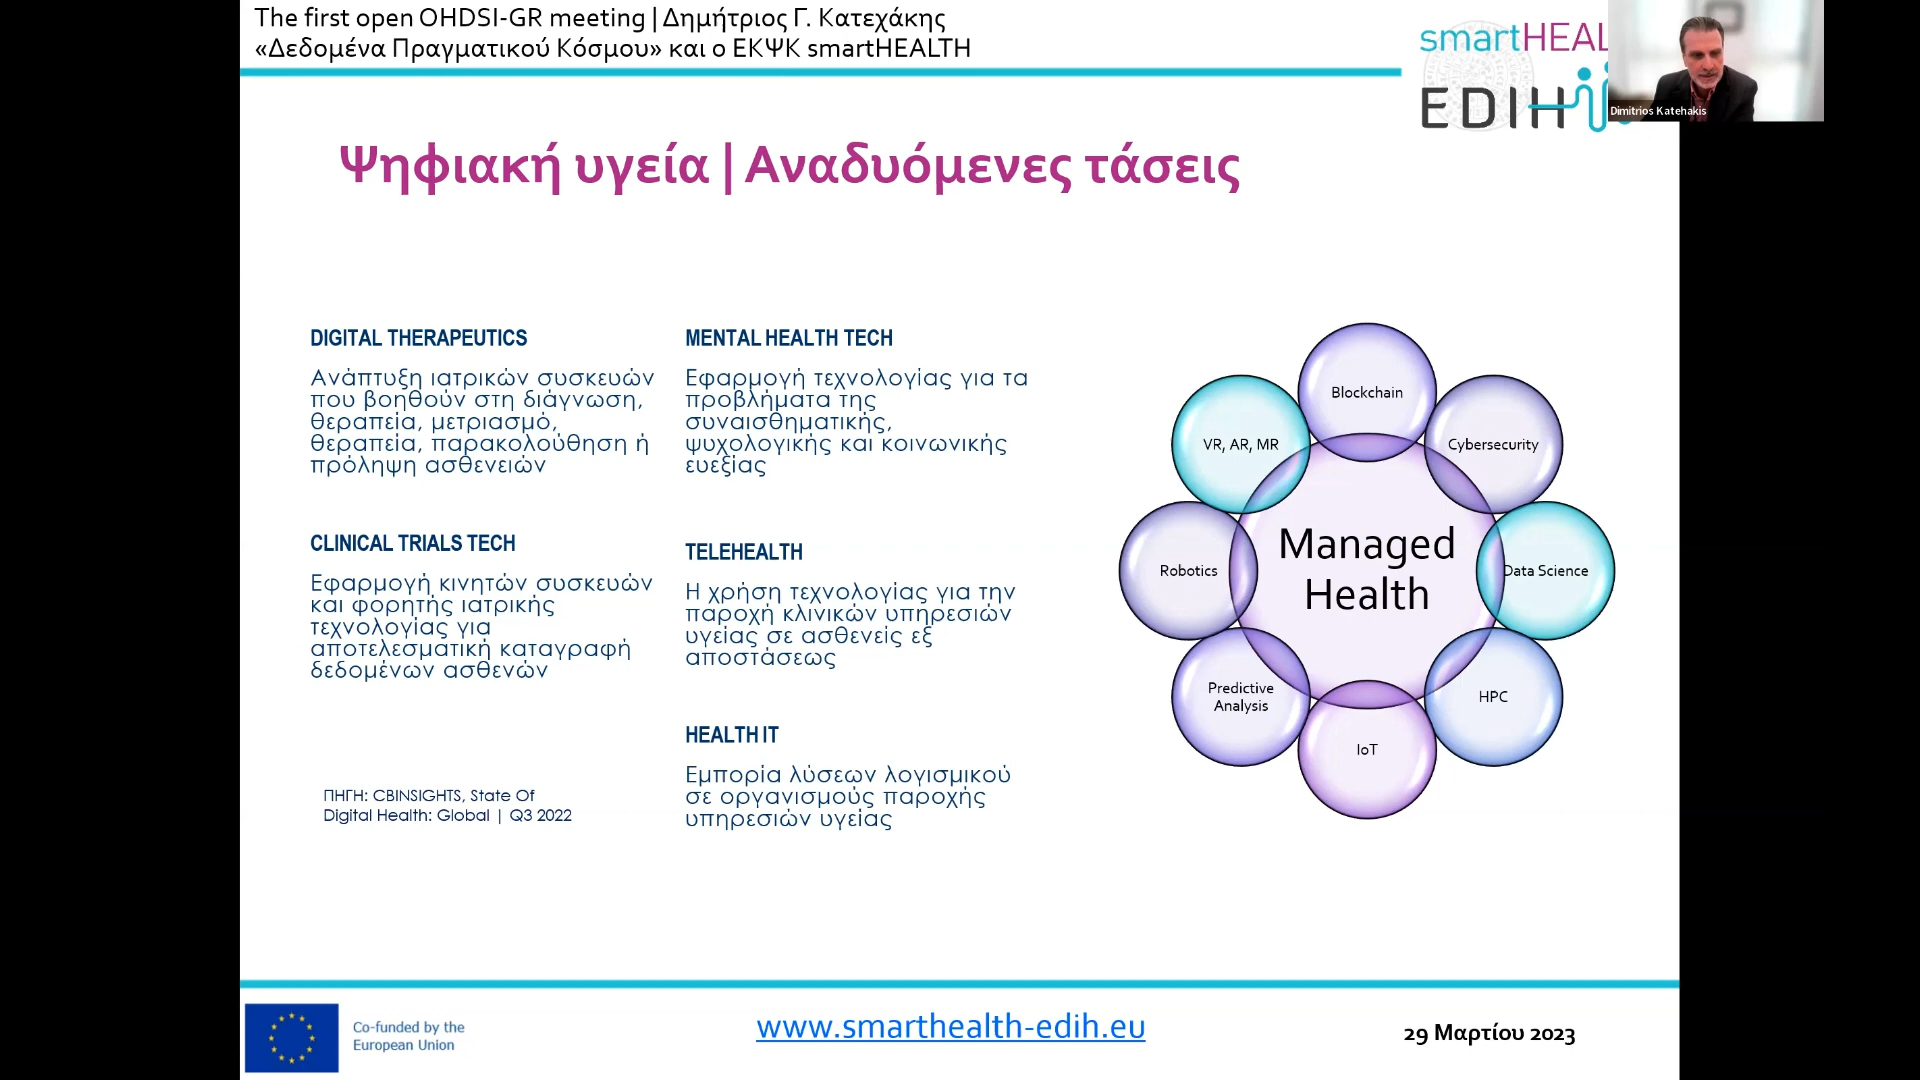 The first open OHDSI-GR meeting | Δημήτριος Γ. Κατεχάκης
«Δεδομένα Πραγματικού Κόσμου» και ο ΕΚΨΚ smartHEALTH
smartHEAL
EDIH
Dimitrios Katehakis
Ψηφιακή υγεία | Αναδυόμενες τάσεις
DIGITAL THERAPEUTICS
Ανάπτυξη ιατρικών συσκευών
που βοηθούν στη διάγνωση,
θεραπεία, μετριασμό,
θεραπεία, παρακολούθηση ή
πρόληψη ασθενειών
CLINICAL TRIALS TECH
Εφαρμογή κινητών συσκευών
και φορητής ιατρικής
τεχνολογίας για
αποτελεσματική καταγραφή
δεδομένων ασθενών
ΠΗΓΗ: CBINSIGHTS, State Of
Digital Health: Global | Q3 2022
MENTAL HEALTH TECH
Εφαρμογή τεχνολογίας για τα
προβλήματα της
συναισθηματικής,
ψυχολογικής και κοινωνικής
ευεξίας
TELEHEALTH
Η χρήση τεχνολογίας για την
παροχή κλινικών υπηρεσιών
υγείας σε ασθενείς εξ
αποστάσεως
HEALTH IT
Εμπορία λύσεων λογισμικού
σε οργανισμούς παροχής
υπηρεσιών υγείας
Blockchain
VR, AR, MR
Cybersecurity
Managed
Health
Robotics
Data Science
Predictive
Analysis
HPC
IoT
Co-funded by the
European Union
www.smarthealth-edih.eu
29 Μαρτίου 2023